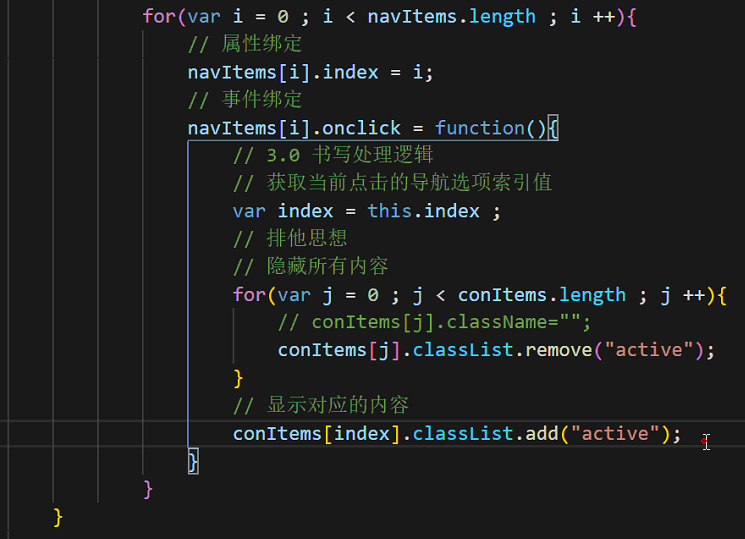 for(var i = 0 ; i < navItems.length ; i ++){
// 属性绑定
navItems[i].index = i;
// 事件绑定
navItems[i].onclick = function(){
// 3.0 书写处理逻辑
// 获取当前点击的导航选项索引值
var index = this.index ;
// 排他思想
// 隐藏所有内容
for(var j = 0 ; j < conItems.length ; j ++){
// conItems[j].className="";
conItems[j].classList.remove("active");
}
// 显示对应的内容
conItems[index].classList.add("active");
}
}
}